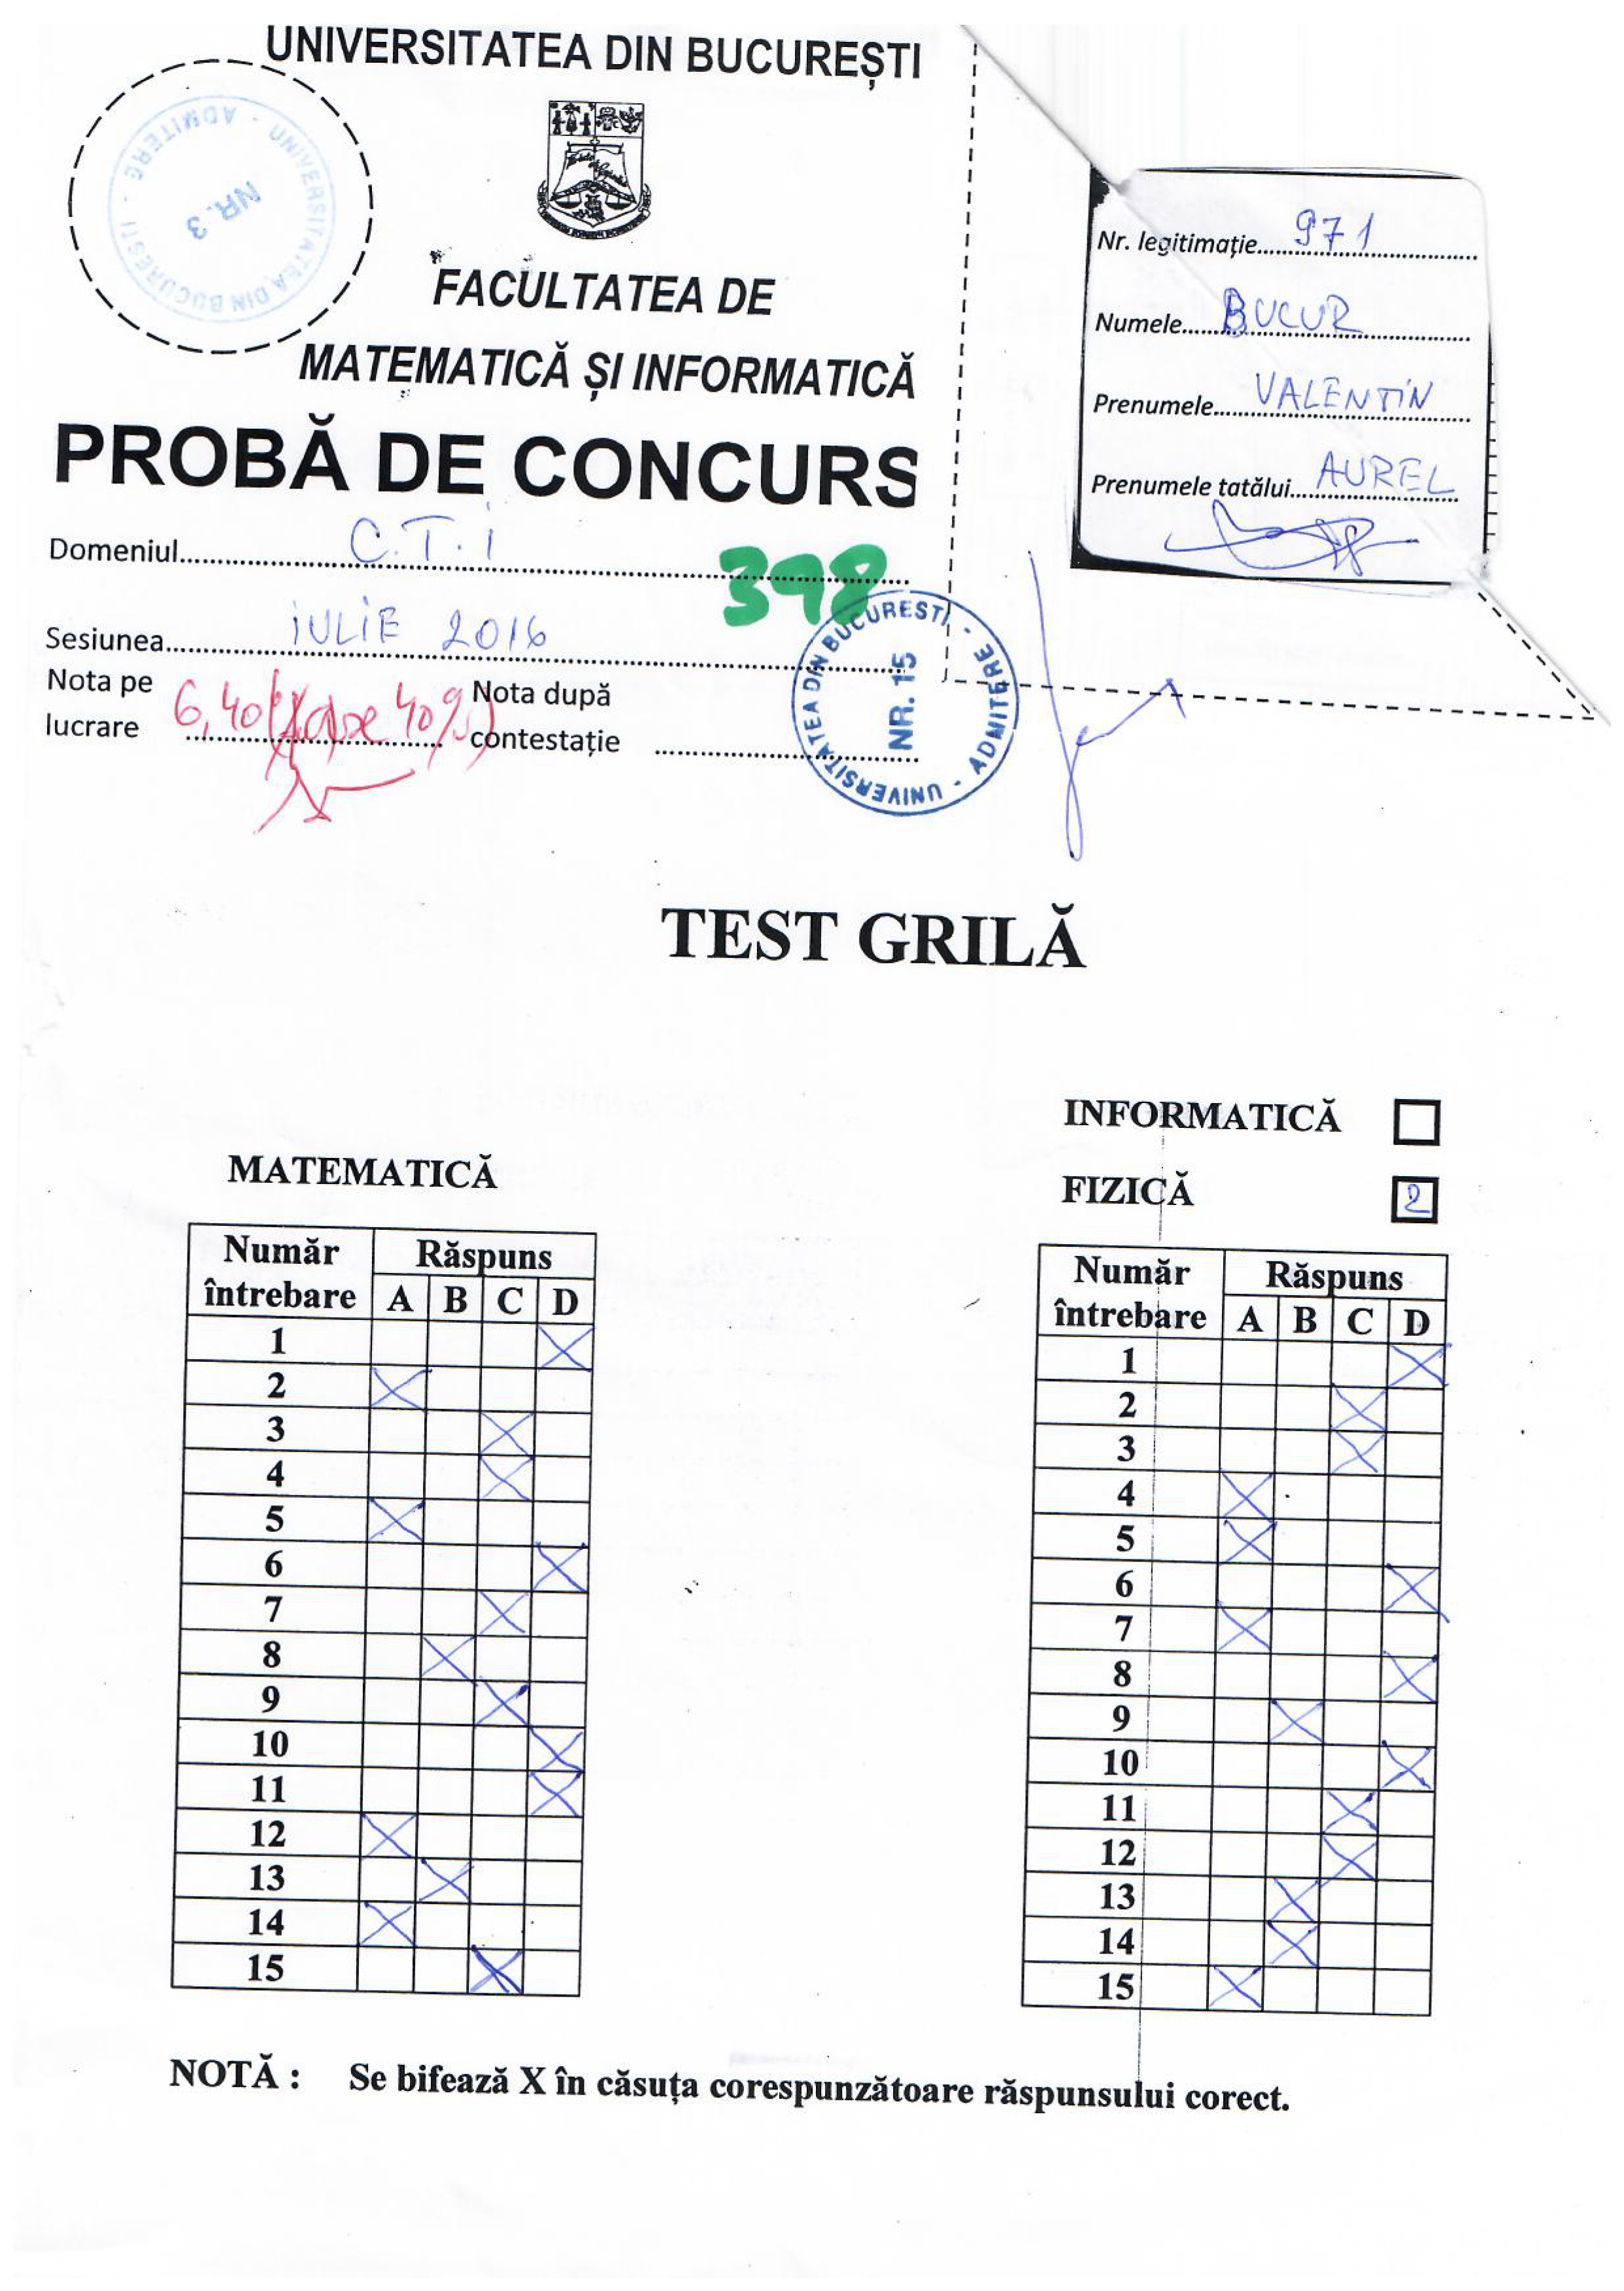 UNIVERSITATEA DIN BUCUREȘTI
UNIVERSITATEA DIN BUCURESTI - ADMITERE -
NR. 3
FACULTATEA DE
MATEMATICĂ ȘI INFORMATICĂ
PROBĂ DE CONCURS
Domeniul C.T.I
398
Sesiunea IULIE 2016
Nota pe lucrare 6,40 Nota după contestație
UNIVERSITATEA DIN BUCURESTI - ADMITERE -
NR. 15
Nr. legitimație 971
Numele BUCUR
Prenumele VALENTIN
Prenumele tatălui AUREL
TEST GRILĂ
INFORMATICĂ
MATEMATICĂ
FIZICĂ 2
Număr întrebare Răspuns
A B C D
1 X
2 X
3 X
4 X
5 X
6 X
7 X
8 X
9 X
10 X
11 X
12 X
13 X
14 X
15 X
Număr întrebare Răspuns
A B C D
1 X
2 X
3 X
4 X
5 X
6 X
7 X
8 X
9 X
10 X
11 X
12 X
13 X
14 X
15 X
NOTĂ : Se bifează X în căsuța corespunzătoare răspunsului corect.